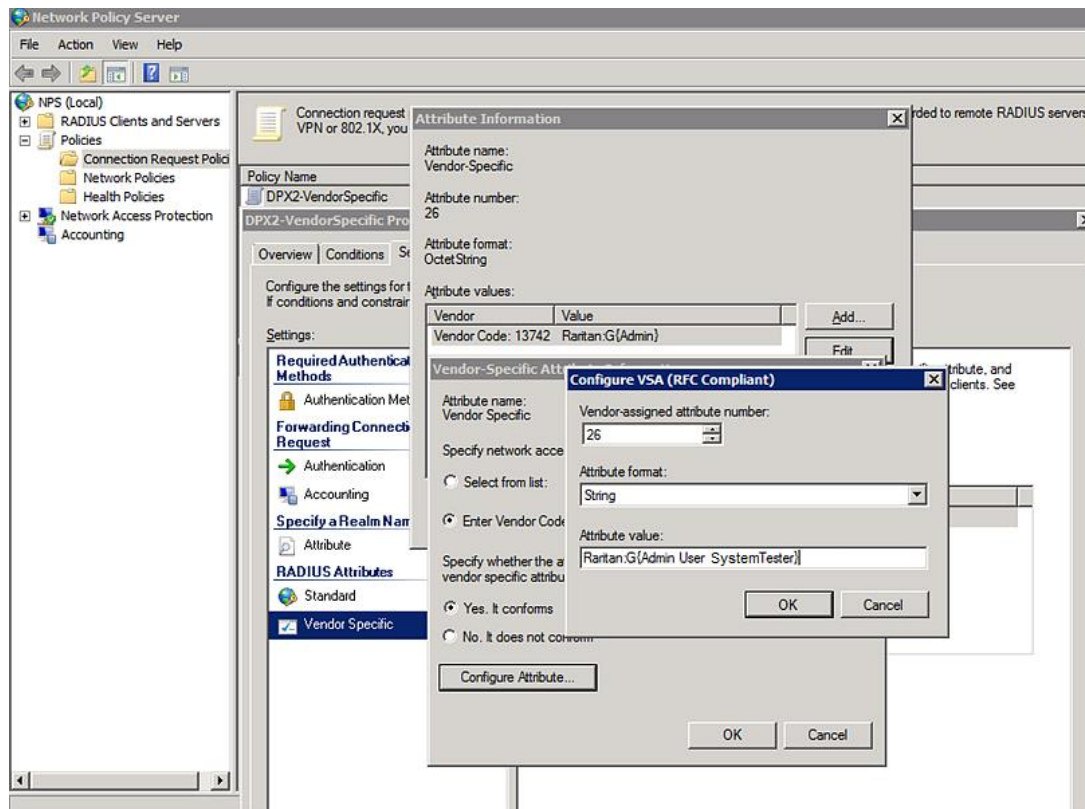 Network Policy Server
File Action View Help
NPS (Local)
RADIUS Clients and Servers
Policies
Connection Request Polici
Network Policies
Health Policies
Network Access Protection
Accounting
Connection request
VPN or 802.1X, you
rded to remote RADIUS servers
Policy Name
DPX2-VendorSpecific
DPX2-VendorSpecific Pro
Overview Conditions Se
Configure the settings for t
If conditions and constrain
Settings:
Required Authenticat
Methods
Authentication Met
Forwarding Connecti
Request
Authentication
Accounting
Specify a Realm Nam
Attribute
RADIUS Attributes
Standard
Vendor Specific
Attribute Information
Attribute name:
Vendor-Specific
Attribute number:
26
Attribute format:
OctetString
Attribute values:
Vendor Value
Vendor Code: 13742 Raritan:G{Admin}
Add...
Edit
tribute, and
clients. See
Vendor-Specific Att
Attribute name:
Vendor Specific
Specify network acce
Select from list:
Enter Vendor Code
Specify whether the a
vendor specific attribu
Yes. It conforms
No. It does not conform
Configure Attribute...
OK Cancel
Configure VSA (RFC Compliant)
Vendor-assigned attribute number:
26
Attribute format:
String
Attribute value:
Raritan:G{Admin User SystemTester}
OK Cancel